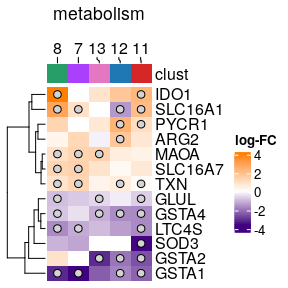 metabolism
8 7 13 12 11
clust
IDO1
SLC16A1
PYCR1
ARG2
MAOA
SLC16A7
TXN
GLUL
GSTA4
LTC4S
SOD3
GSTA2
GSTA1
log-FC
4
2
0
-2
-4